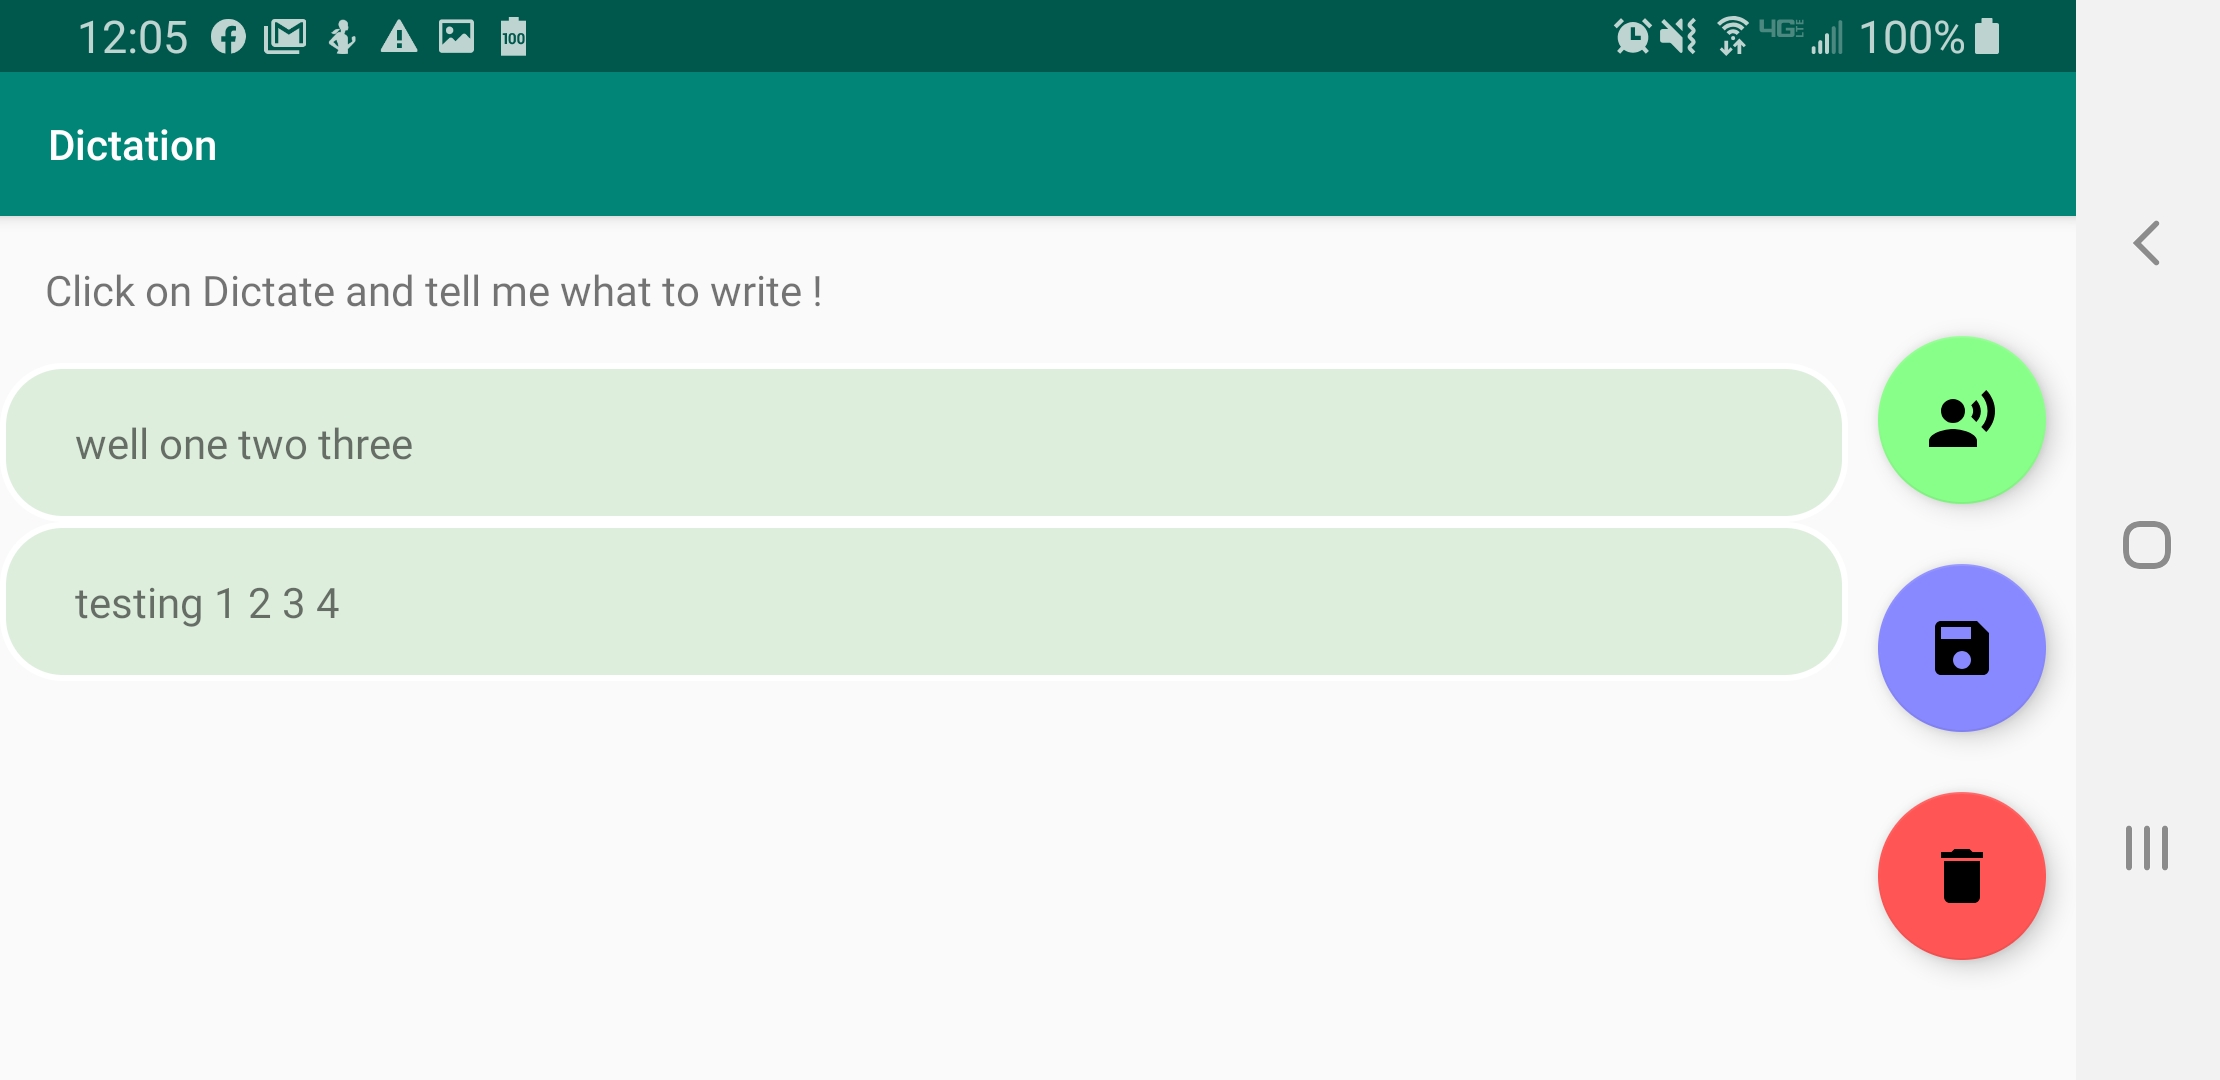 12:05 100 4G LTE 100%
Dictation
Click on Dictate and tell me what to write !
well one two three
testing 1 2 3 4